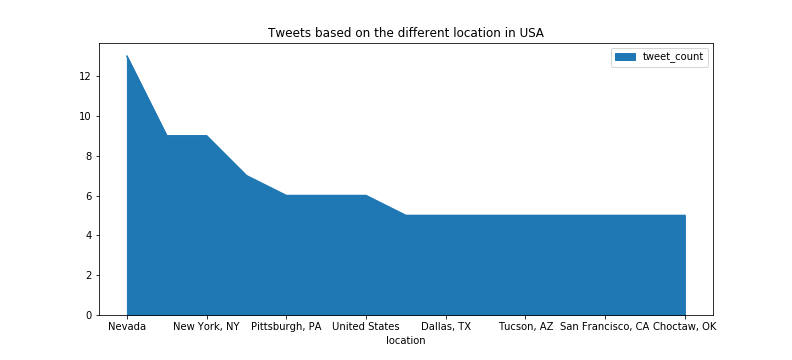 Tweets based on the different location in USA
tweet_count
12
10
8
6
4
2
0
Nevada New York, NY Pittsburgh, PA United States Dallas, TX Tucson, AZ San Francisco, CA Choctaw, OK
location